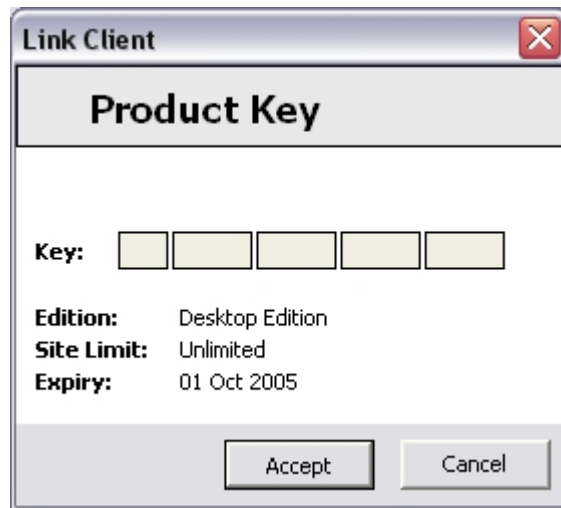 Link Client
Product Key
Key:
Edition: Desktop Edition
Site Limit: Unlimited
Expiry: 01 Oct 2005
Accept Cancel